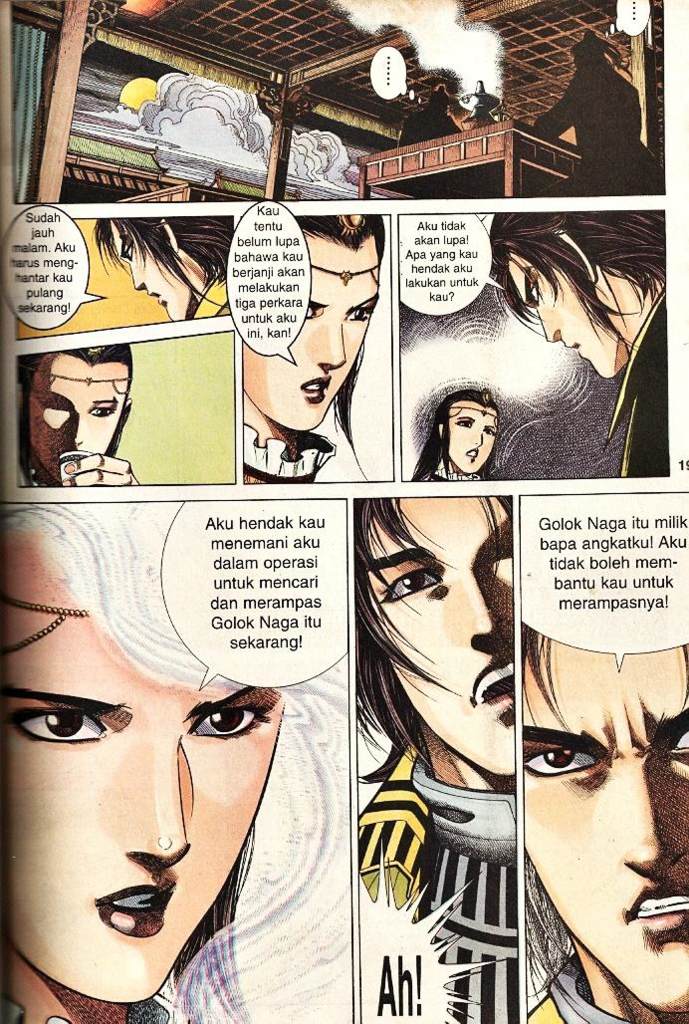 ......
......
Sudah
jauh
malam. Aku
harus meng-
hantar kau
pulang
sekarang!
Kau
tentu
belum lupa
bahawa kau
berjanji akan
melakukan
tiga perkara
untuk aku
ini, kan!
Aku tidak
akan lupa!
Apa yang kau
hendak aku
lakukan untuk
kau?
19
Aku hendak kau
menemani aku
dalam operasi
untuk mencari
dan merampas
Golok Naga itu
sekarang!
Ah!
Golok Naga itu milik
bapa angkatku! Aku
tidak boleh mem-
bantu kau untuk
merampasnya!